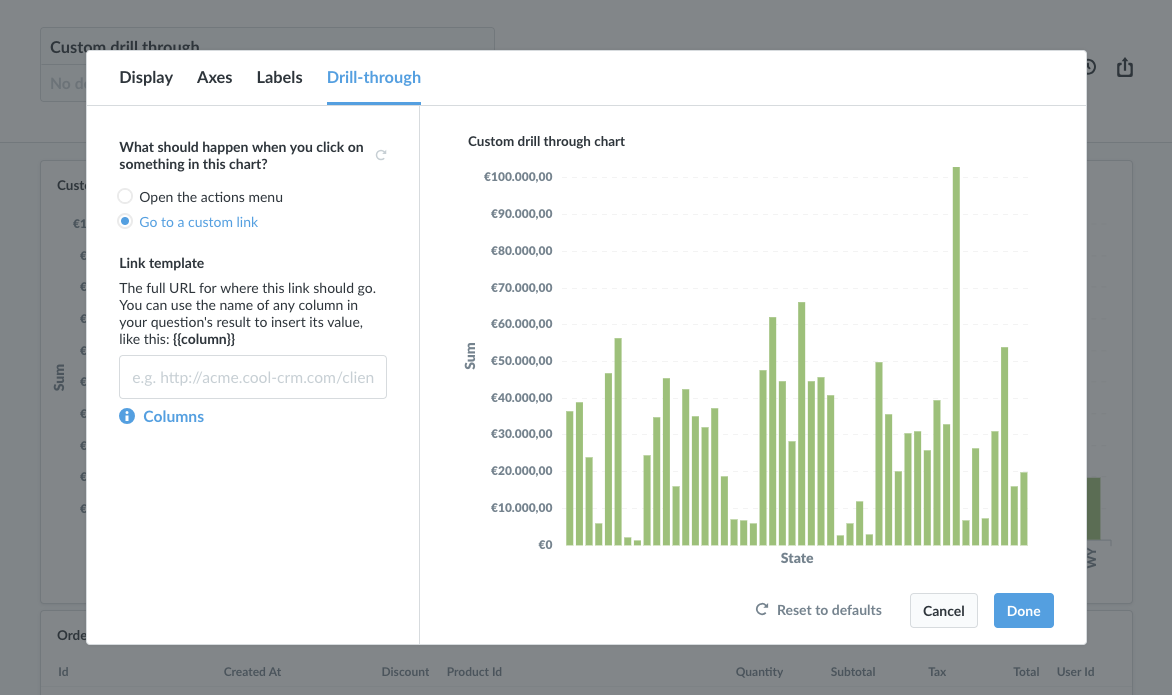 Custom drill through
No de
Display Axes Labels Drill-through
What should happen when you click on
something in this chart?
Open the actions menu
Go to a custom link
Link template
The full URL for where this link should go.
You can use the name of any column in
your question's result to insert its value,
like this: {{column}}
e.g. http://acme.cool-crm.com/clien
Columns
Custom drill through chart
€100.000,00
€90.000,00
€80.000,00
€70.000,00
€60.000,00
€50.000,00
€40.000,00
€30.000,00
€20.000,00
€10.000,00
€0
Sum
State
Reset to defaults
Cancel
Done
Custo
€1
€
€
€
€
€
€
€
€
€
Sum
WY
Orde
Id Created At Discount Product Id Quantity Subtotal Tax Total User Id